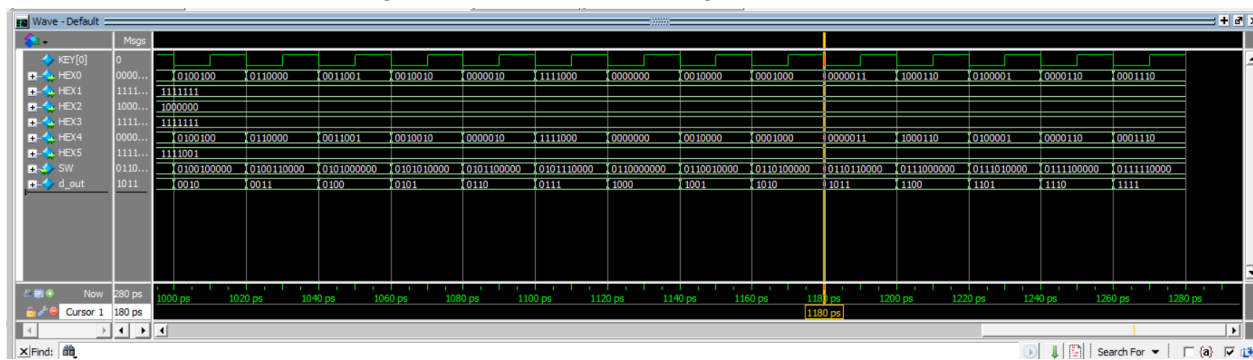 Wave - Default
Msgs
KEY[0] 0
HEX0 0000... 0100100 0110000 0011001 0010010 0000010 1111000 0000000 0010000 0001000 0000011 1000110 0100001 0000110 0001110
HEX1 1111... 1111111
HEX2 1000... 1000000
HEX3 1111... 1111111
HEX4 0000... 0100100 0110000 0011001 0010010 0000010 1111000 0000000 0010000 0001000 0000011 1000110 0100001 0000110 0001110
HEX5 1111... 1111001
SW 0110... 0100100000 0100110000 0101000000 0101010000 0101100000 0101110000 0110000000 0110010000 0110100000 0110110000 0111000000 0111010000 0111100000 0111110000
d_out 1011 0010 0011 0100 0101 0110 0111 1000 1001 1010 1011 1100 1101 1110 1111
Now 280 ps 1000 ps 1020 ps 1040 ps 1060 ps 1080 ps 1100 ps 1120 ps 1140 ps 1160 ps 1180 ps 1200 ps 1220 ps 1240 ps 1260 ps 1280 ps
Cursor 1 180 ps 1180 ps
Find: Search For {a}